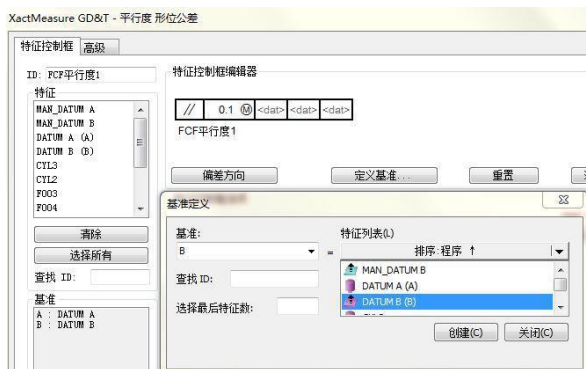 XactMeasure GD&T - 平行度 形位公差
特征控制框 高级
ID: FCF平行度1
特征
MAN_DATUM A
MAN_DATUM B
DATUM A (A)
DATUM B (B)
CYL3
CYL2
F003
F004
清除
选择所有
查找 ID:
基准
A : DATUM A
B : DATUM B
特征控制框编辑器
// 0.1 Ⓜ <dat> <dat> <dat>
FCF平行度1
偏差方向 定义基准... 重置
基准定义
基准:
B
=
查找 ID:
选择最后特征数:
特征列表(L)
排序:程序 ↑
MAN_DATUM B
DATUM A (A)
DATUM B (B)
创建(C) 关闭(C)